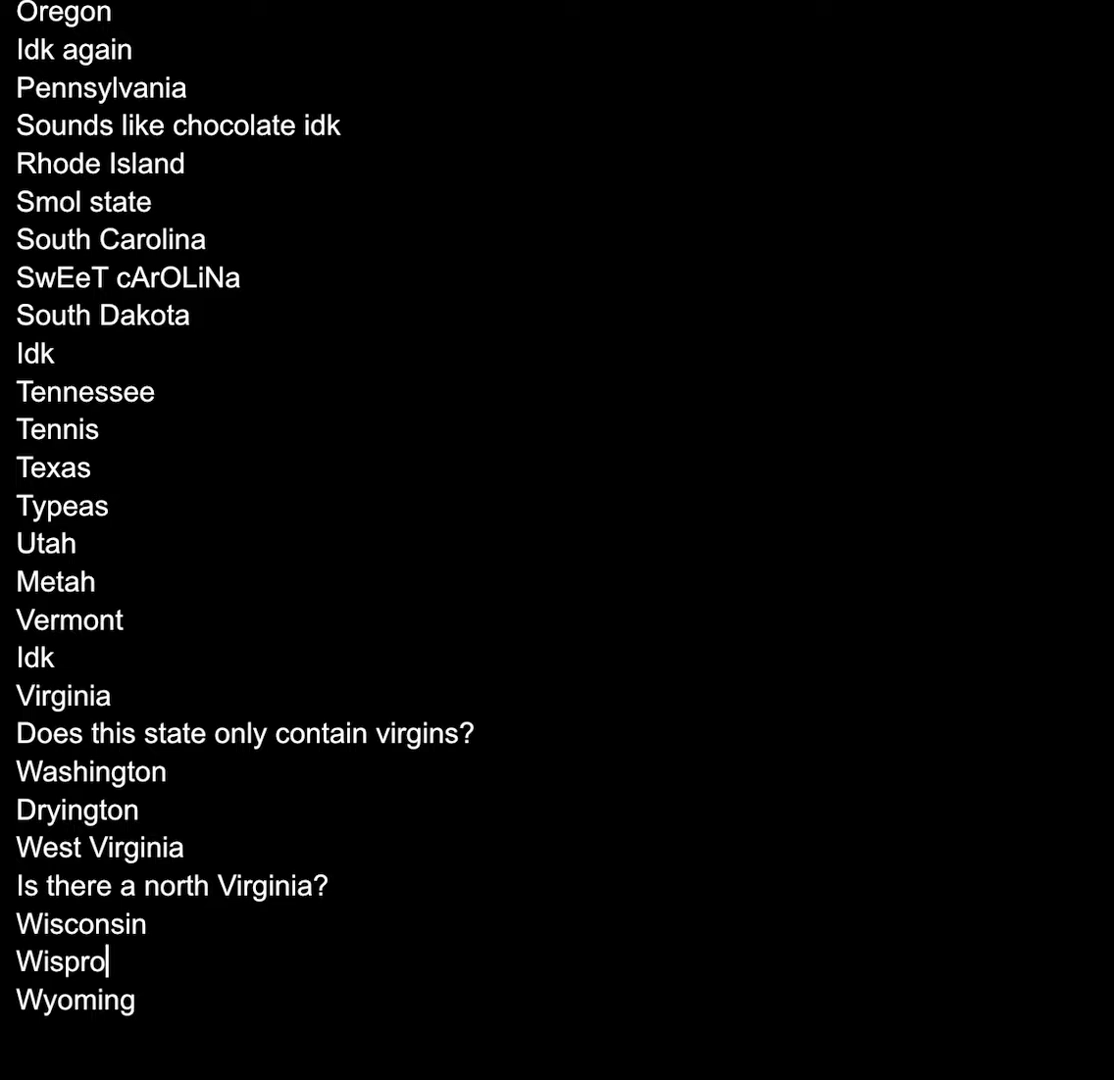 Oregon
Idk again
Pennsylvania
Sounds like chocolate idk
Rhode Island
Smol state
South Carolina
SwEeT cArOLiNa
South Dakota
Idk
Tennessee
Tennis
Texas
Typeas
Utah
Metah
Vermont
Idk
Virginia
Does this state only contain virgins?
Washington
Dryington
West Virginia
Is there a north Virginia?
Wisconsin
Wispro
Wyoming